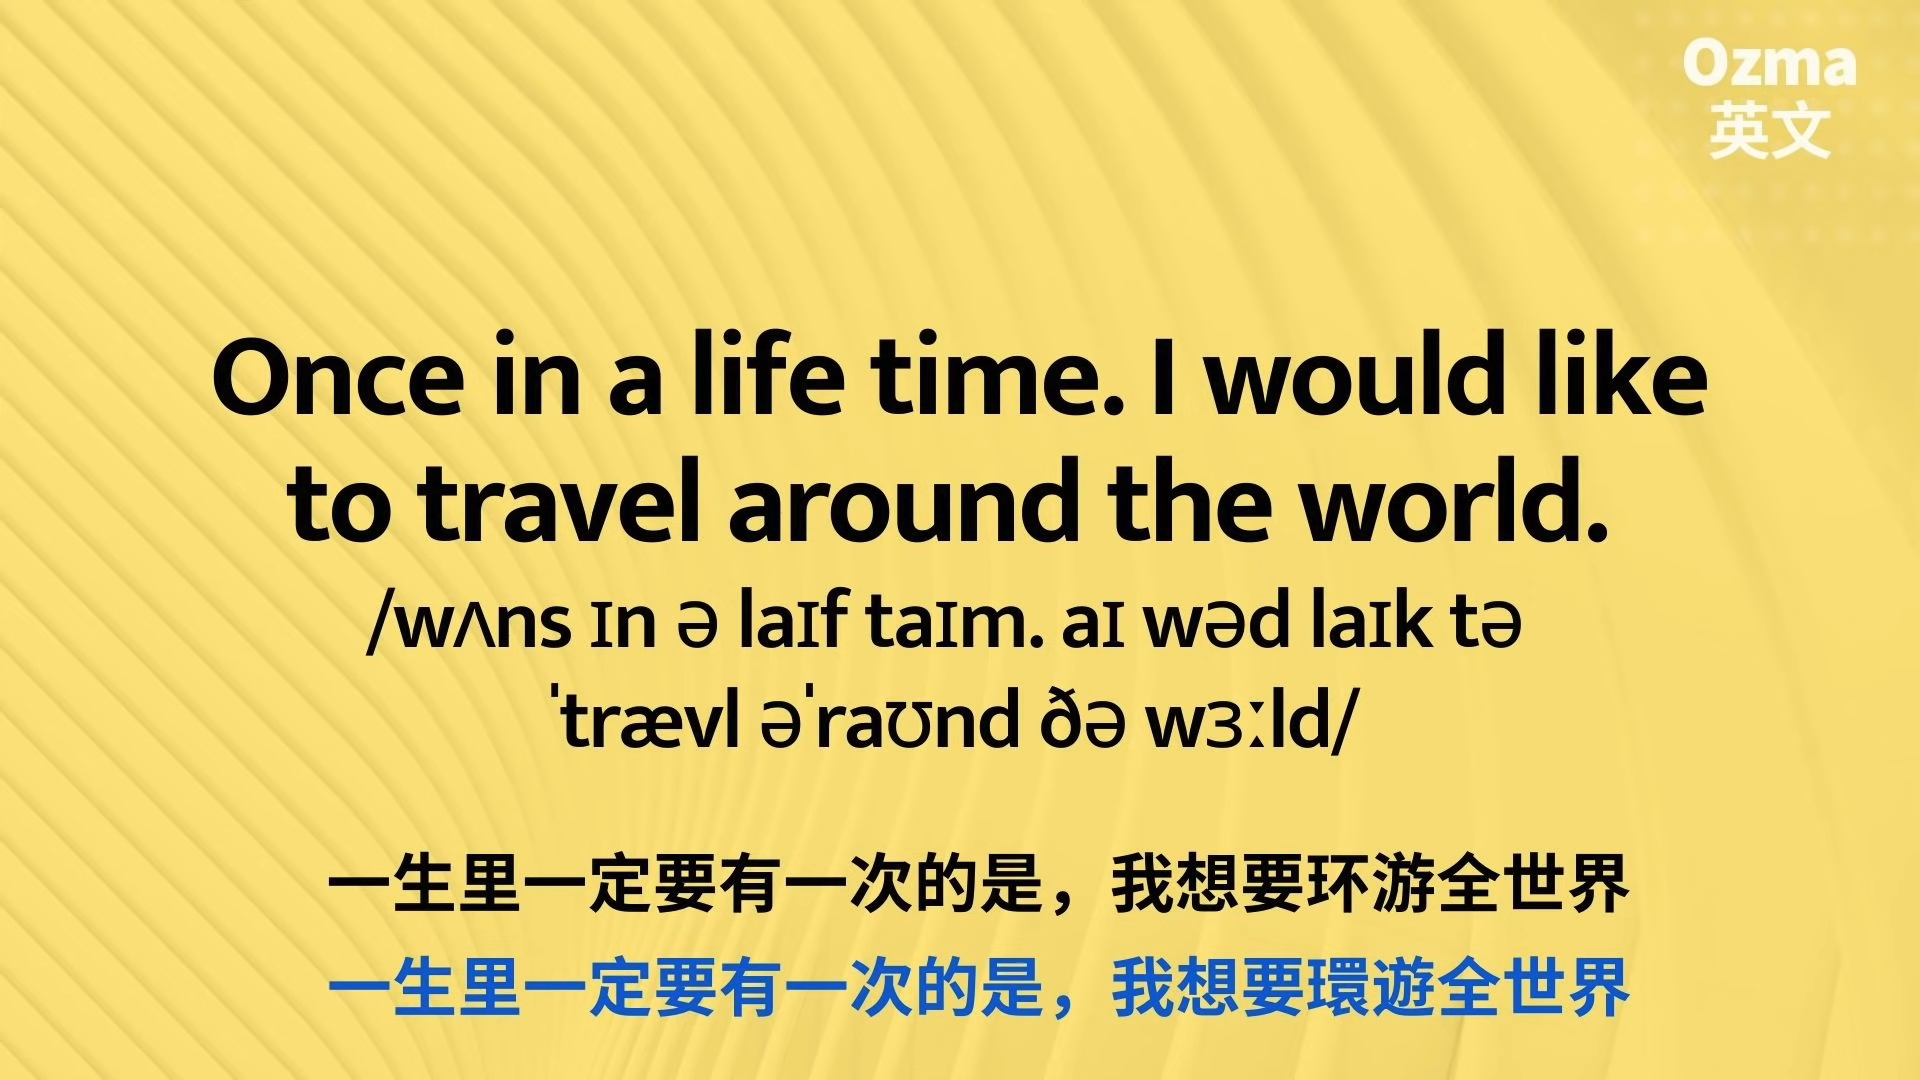 Ozma
英文
Once in a life time. I would like
to travel around the world.
/wʌns ɪn ə laɪf taɪm. aɪ wəd laɪk tə
ˈtrævl əˈraʊnd ðə wɜːld/
一生里一定要有一次的是，我想要环游全世界
一生里一定要有一次的是，我想要環遊全世界